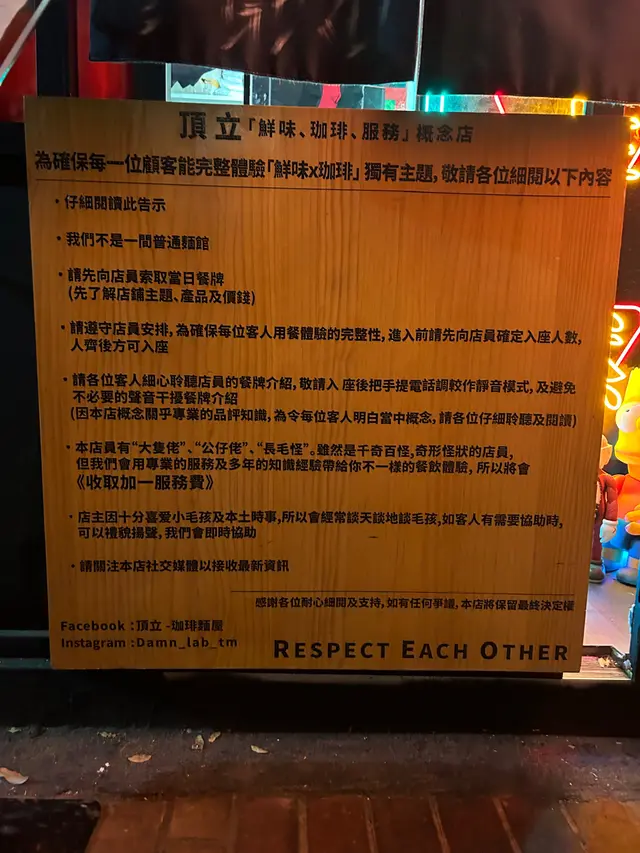 頂立「鮮味、珈琲、服務」概念店
為確保每一位顧客能完整體驗「鮮味x珈琲」獨有主題,敬請各位細閱以下內容
·仔細閱讀此告示
·我們不是一間普通麵館
·請先向店員索取當日餐牌
(先了解店鋪主題、產品及價錢)
·請遵守店員安排,為確保每位客人用餐體驗的完整性,進入前請先向店員確定入座人數,
人齊後方可入座
·請各位客人細心聆聽店員的餐牌介紹,敬請入 座後把手提電話調較作靜音模式,及避免
不必要的聲音干擾餐牌介紹
(因本店概念關乎專業的品評知識,為令每位客人明白當中概念,請各位仔細聆聽及閱讀)
·本店員有“大隻佬”、“公仔佬”、“長毛怪”。雖然是千奇百怪,奇形怪狀的店員,
但我們會用專業的服務及多年的知識經驗帶給你不一樣的餐飲體驗, 所以將會
《收取加一服務費》
·店主因十分喜爱小毛孩及本土時事,所以會經常談天談地談毛孩,如客人有需要協助時,
可以禮貌揚聲,我們會即時協助
·請關注本店社交媒體以接收最新資訊
感謝各位耐心細閱及支持,如有任何爭議,本店將保留最終決定權
Facebook :頂立 -珈琲麵屋
Instagram :Damn_lab_tm
RESPECT EACH OTHER